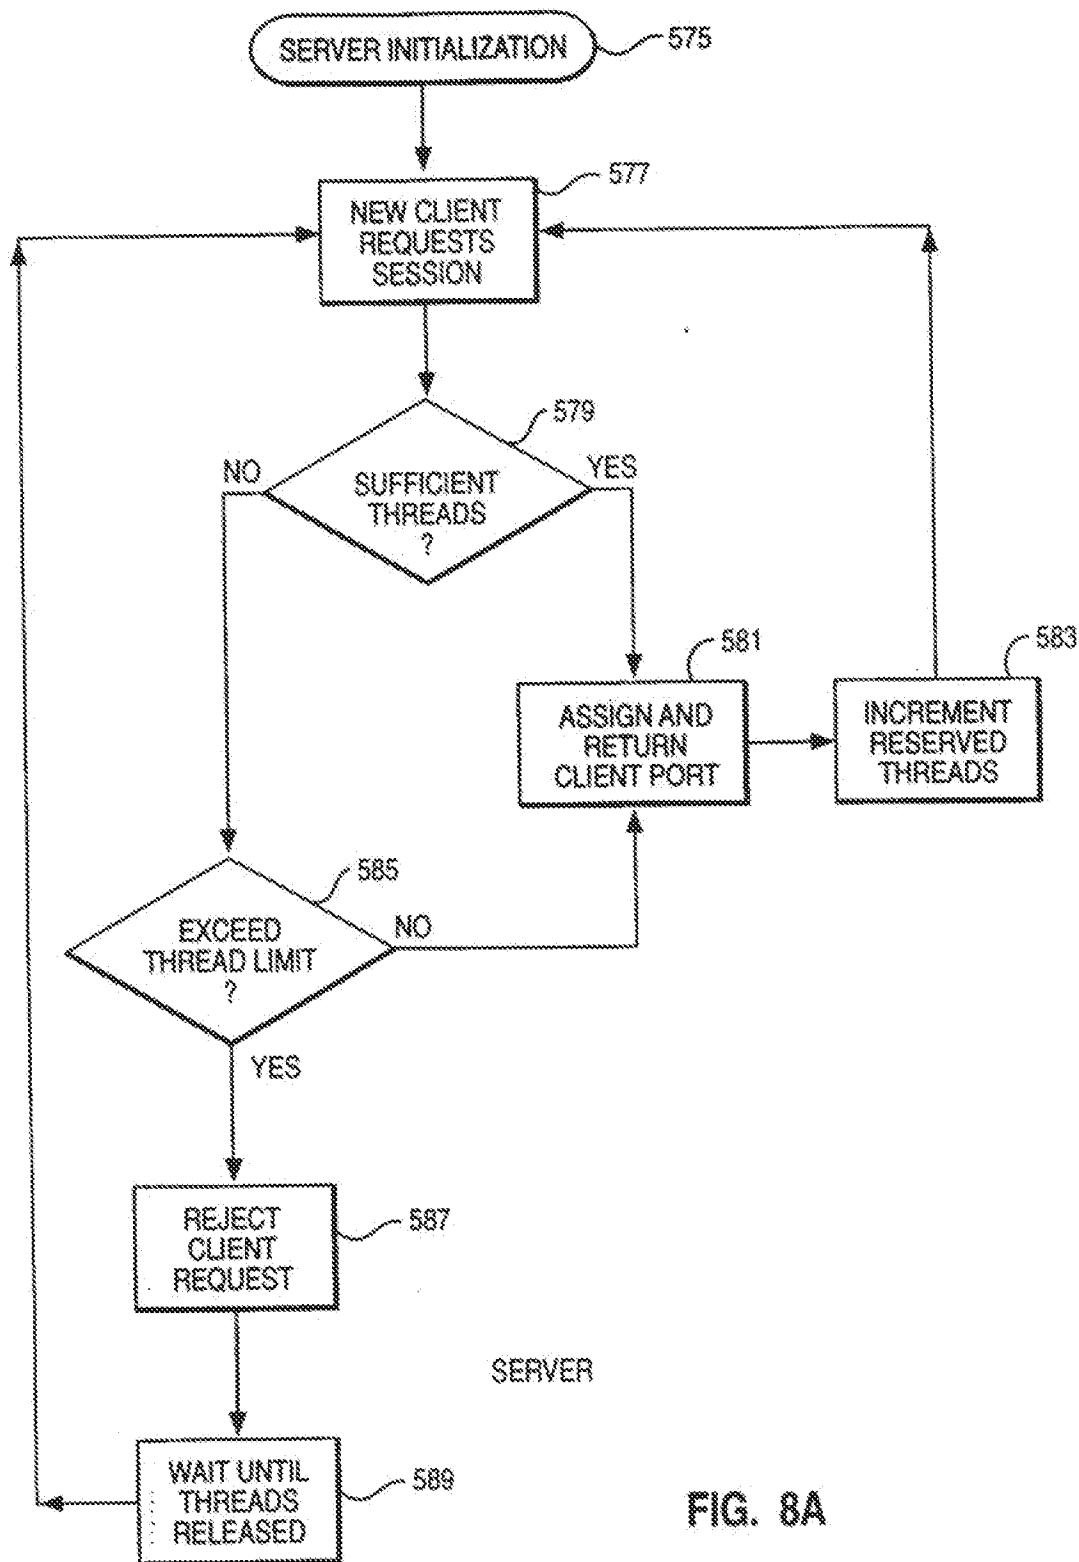 SERVER INITIALIZATION
575
577
NEW CLIENT
REQUESTS
SESSION
579
NO
YES
SUFFICIENT
THREADS
?
581
583
ASSIGN AND
RETURN
CLIENT PORT
INCREMENT
RESERVED
THREADS
585
EXCEED
THREAD LIMIT
?
NO
YES
587
REJECT
CLIENT
REQUEST
SERVER
589
WAIT UNTIL
THREADS
RELEASED
FIG. 8A